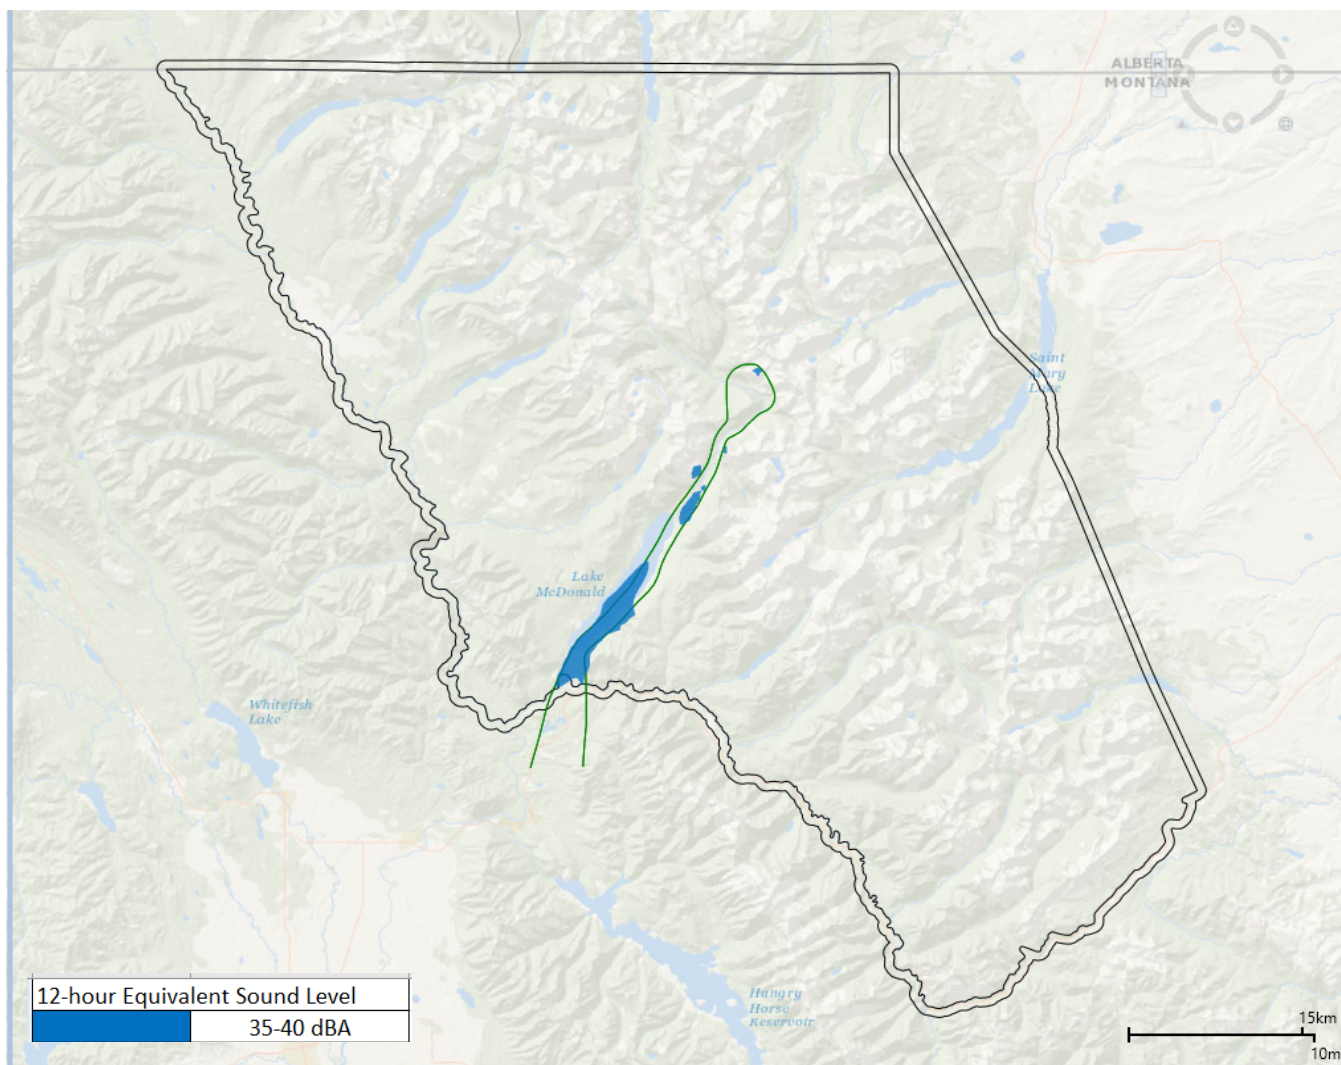 ALBERTA
MONTANA
Saint
Mary
Lake
Lake
McDonald
Whitefish
Lake
Hungry
Horse
Reservoir
12-hour Equivalent Sound Level
35-40 dBA
15km
10m